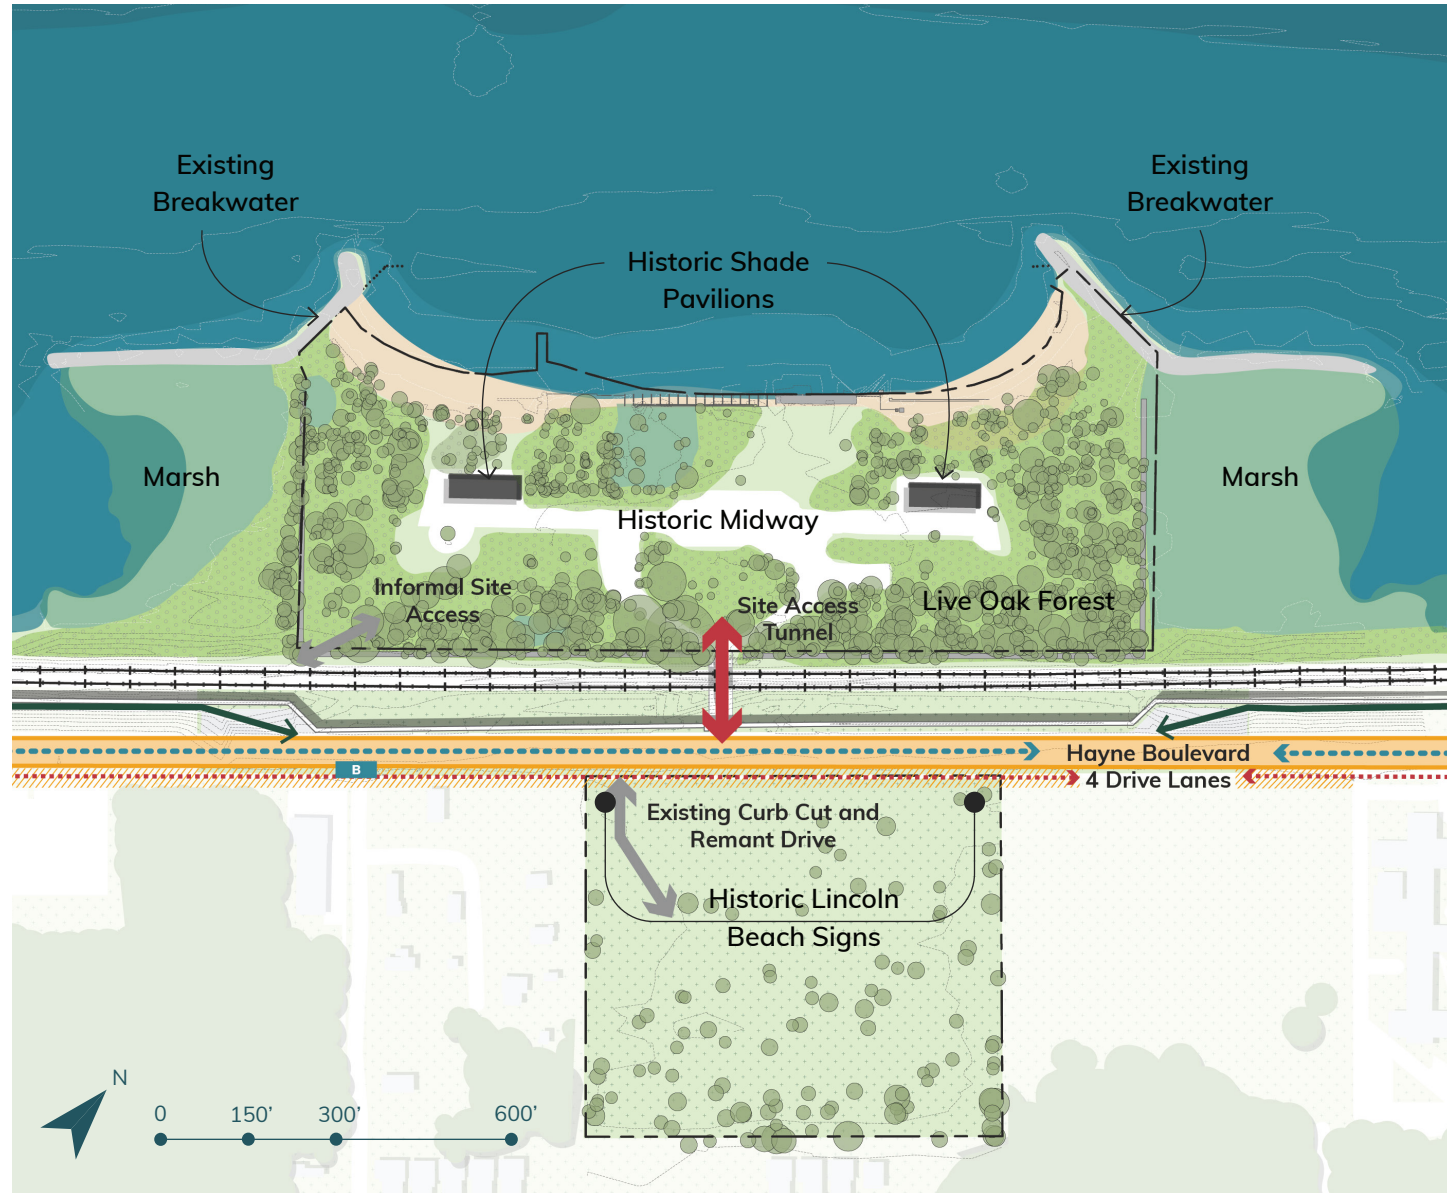 Existing
Breakwater
Existing
Breakwater
Historic Shade
Pavilions
Marsh
Marsh
Historic Midway
Informal Site
Access
Site Access
Tunnel
Live Oak Forest
Hayne Boulevard
B
4 Drive Lanes
Existing Curb Cut and
Remant Drive
Historic Lincoln
Beach Signs
N
0 150’ 300’ 600’